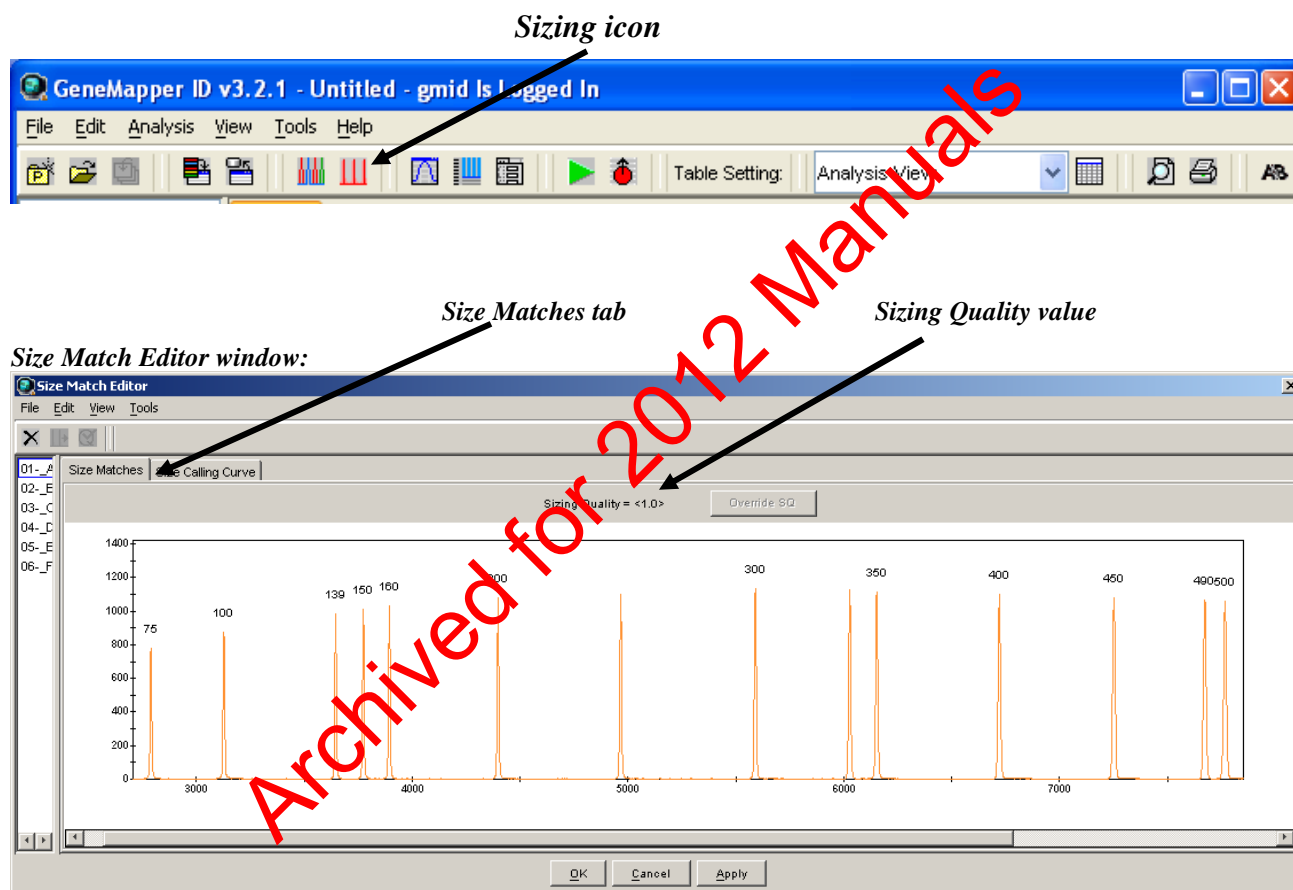 Sizing icon
GeneMapper ID v3.2.1 - Untitled - gmid Is Logged In
File Edit Analysis View Tools Help
Table Setting: Analysis View
Size Matches tab
Sizing Quality value
Size Match Editor window:
Size Match Editor
File Edit View Tools
Size Matches Size Calling Curve
Sizing Quality = <1.0> Override SQ
01-_A
02-_E
03-_C
04-_D
05-_E
06-_F
1400
1200
1000
800
600
400
200
0
75 100 139 150 160 200 300 350 400 450 490 500
3000 4000 5000 6000 7000
OK Cancel Apply
Archived for 2012 Manuals